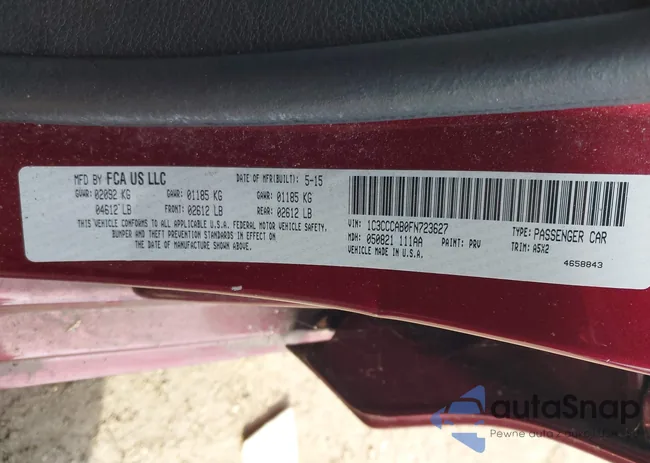 MFD BY FCA US LLC
DATE OF MFR(BUILT): 5-15
GVWR: 02092 KG GAWR: 01185 KG GAWR: 01185 KG
04612 LB FRONT: 02612 LB REAR: 02612 LB
THIS VEHICLE CONFORMS TO ALL APPLICABLE U.S.A. FEDERAL MOTOR VEHICLE SAFETY,
BUMPER AND THEFT PREVENTION STANDARDS IN EFFECT ON
THE DATE OF MANUFACTURE SHOWN ABOVE.
VIN: 1C3CCCAB0FN723627 TYPE: PASSENGER CAR
MDH: 050821 111AA PAINT: PRV TRIM: A5X2
VEHICLE MADE IN U.S.A.
4658843
autaSnap
Pewne auto z